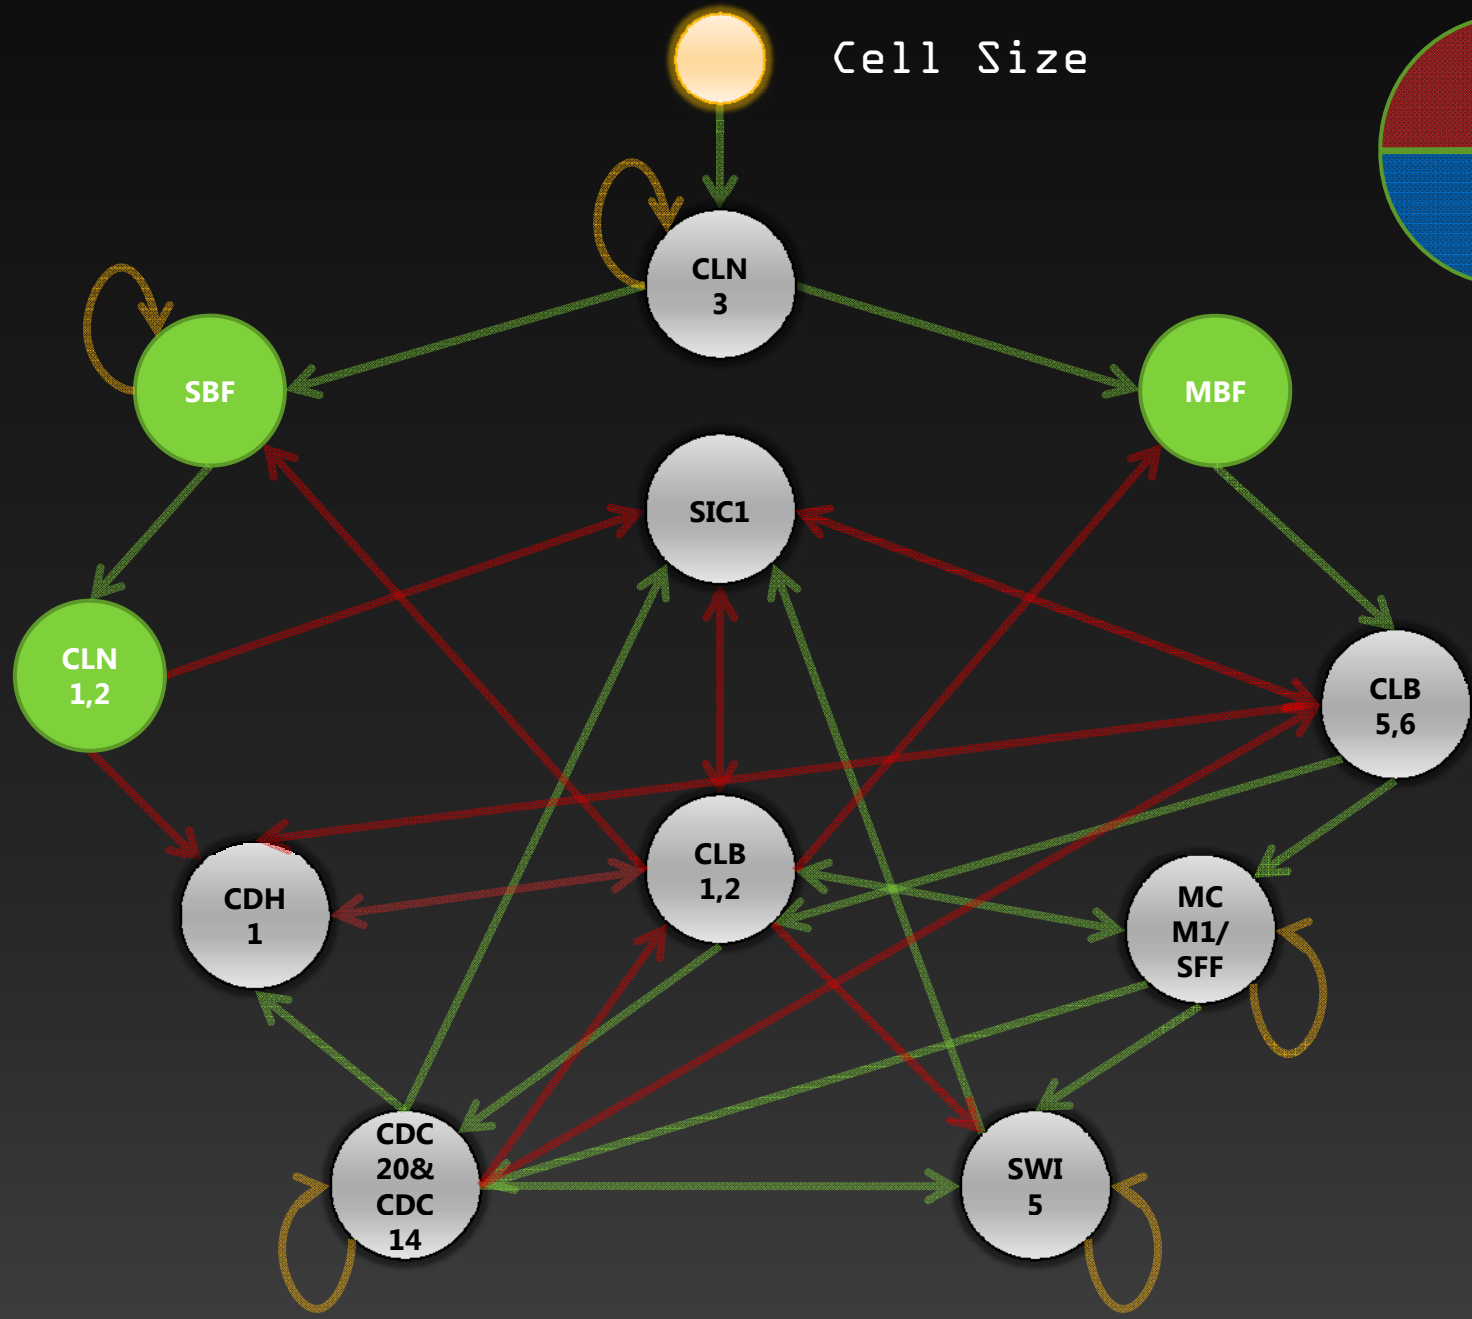 Cell Size
CLN
3
SBF
MBF
SIC1
CLN
1,2
CLB
5,6
CLB
1,2
CDH
1
MC
M1/
SFF
CDC
20&
CDC
14
SWI
5